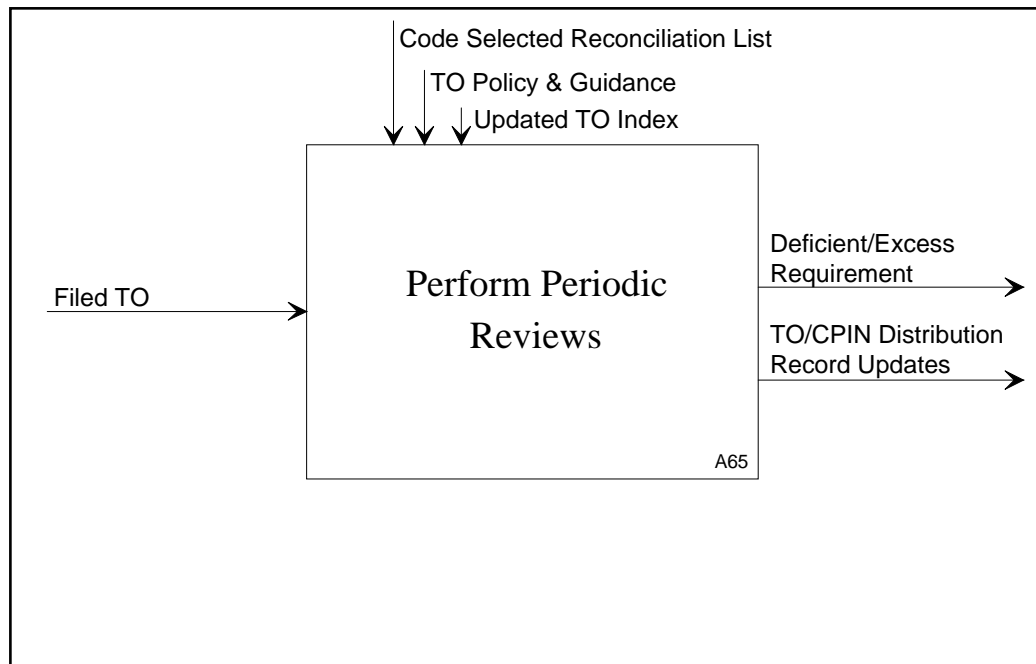 Code Selected Reconciliation List
TO Policy & Guidance
Updated TO Index
Filed TO
Perform Periodic
Reviews
Deficient/Excess
Requirement
TO/CPIN Distribution
Record Updates
A65